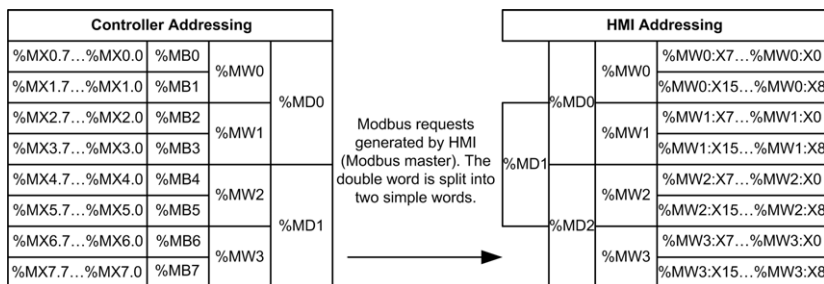 Controller Addressing
HMI Addressing
%MX0.7...%MX0.0 %MB0 %MW0 %MD0
%MX1.7...%MX1.0 %MB1
%MX2.7...%MX2.0 %MB2 %MW1
%MX3.7...%MX3.0 %MB3
%MX4.7...%MX4.0 %MB4 %MW2 %MD1
%MX5.7...%MX5.0 %MB5
%MX6.7...%MX6.0 %MB6 %MW3
%MX7.7...%MX7.0 %MB7
Modbus requests
generated by HMI
(Modbus master). The
double word is split into
two simple words.
%MD0 %MW0 %MW0:X7...%MW0:X0
%MW0:X15...%MW0:X8
%MD1 %MW1 %MW1:X7...%MW1:X0
%MW1:X15...%MW1:X8
%MD2 %MW2 %MW2:X7...%MW2:X0
%MW2:X15...%MW2:X8
%MW3 %MW3:X7...%MW3:X0
%MW3:X15...%MW3:X8